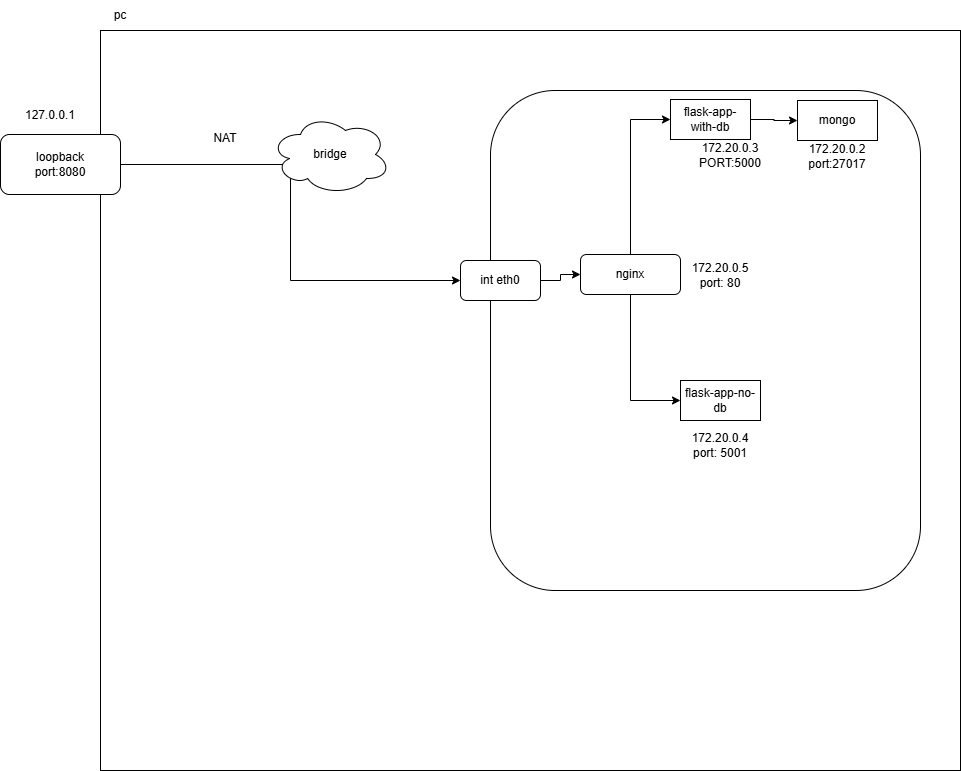 pc
127.0.0.1
loopback
port:8080
NAT
bridge
int eth0
nginx
172.20.0.5
port: 80
flask-app-
with-db
172.20.0.3
PORT:5000
mongo
172.20.0.2
port:27017
flask-app-no-
db
172.20.0.4
port: 5001